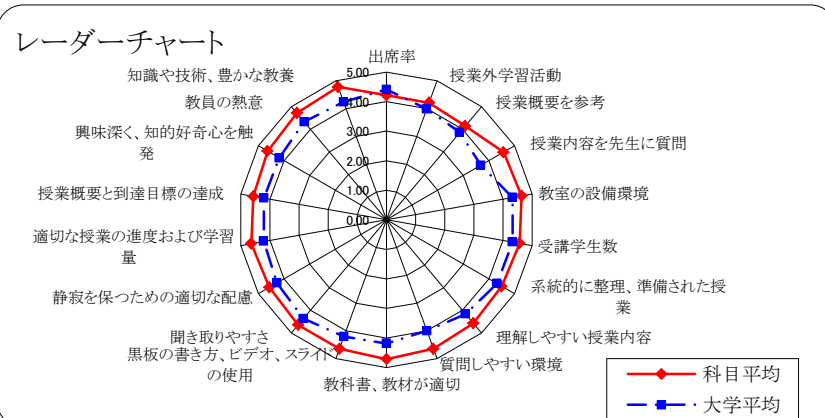 レーダーチャート
出席率
授業外学習活動
授業概要を参考
授業内容を先生に質問
教室の設備環境
受講学生数
系統的に整理、準備された授
業
理解しやすい授業内容
質問しやすい環境
教科書、教材が適切
黒板の書き方、ビデオ、スライド
の使用
聞き取りやすさ
静寂を保つための適切な配慮
適切な授業の進度および学習
量
授業概要と到達目標の達成
興味深く、知的好奇心を触
発
教員の熱意
知識や技術、豊かな教養
5.00
4.00
3.00
2.00
1.00
0.00
科目平均
大学平均